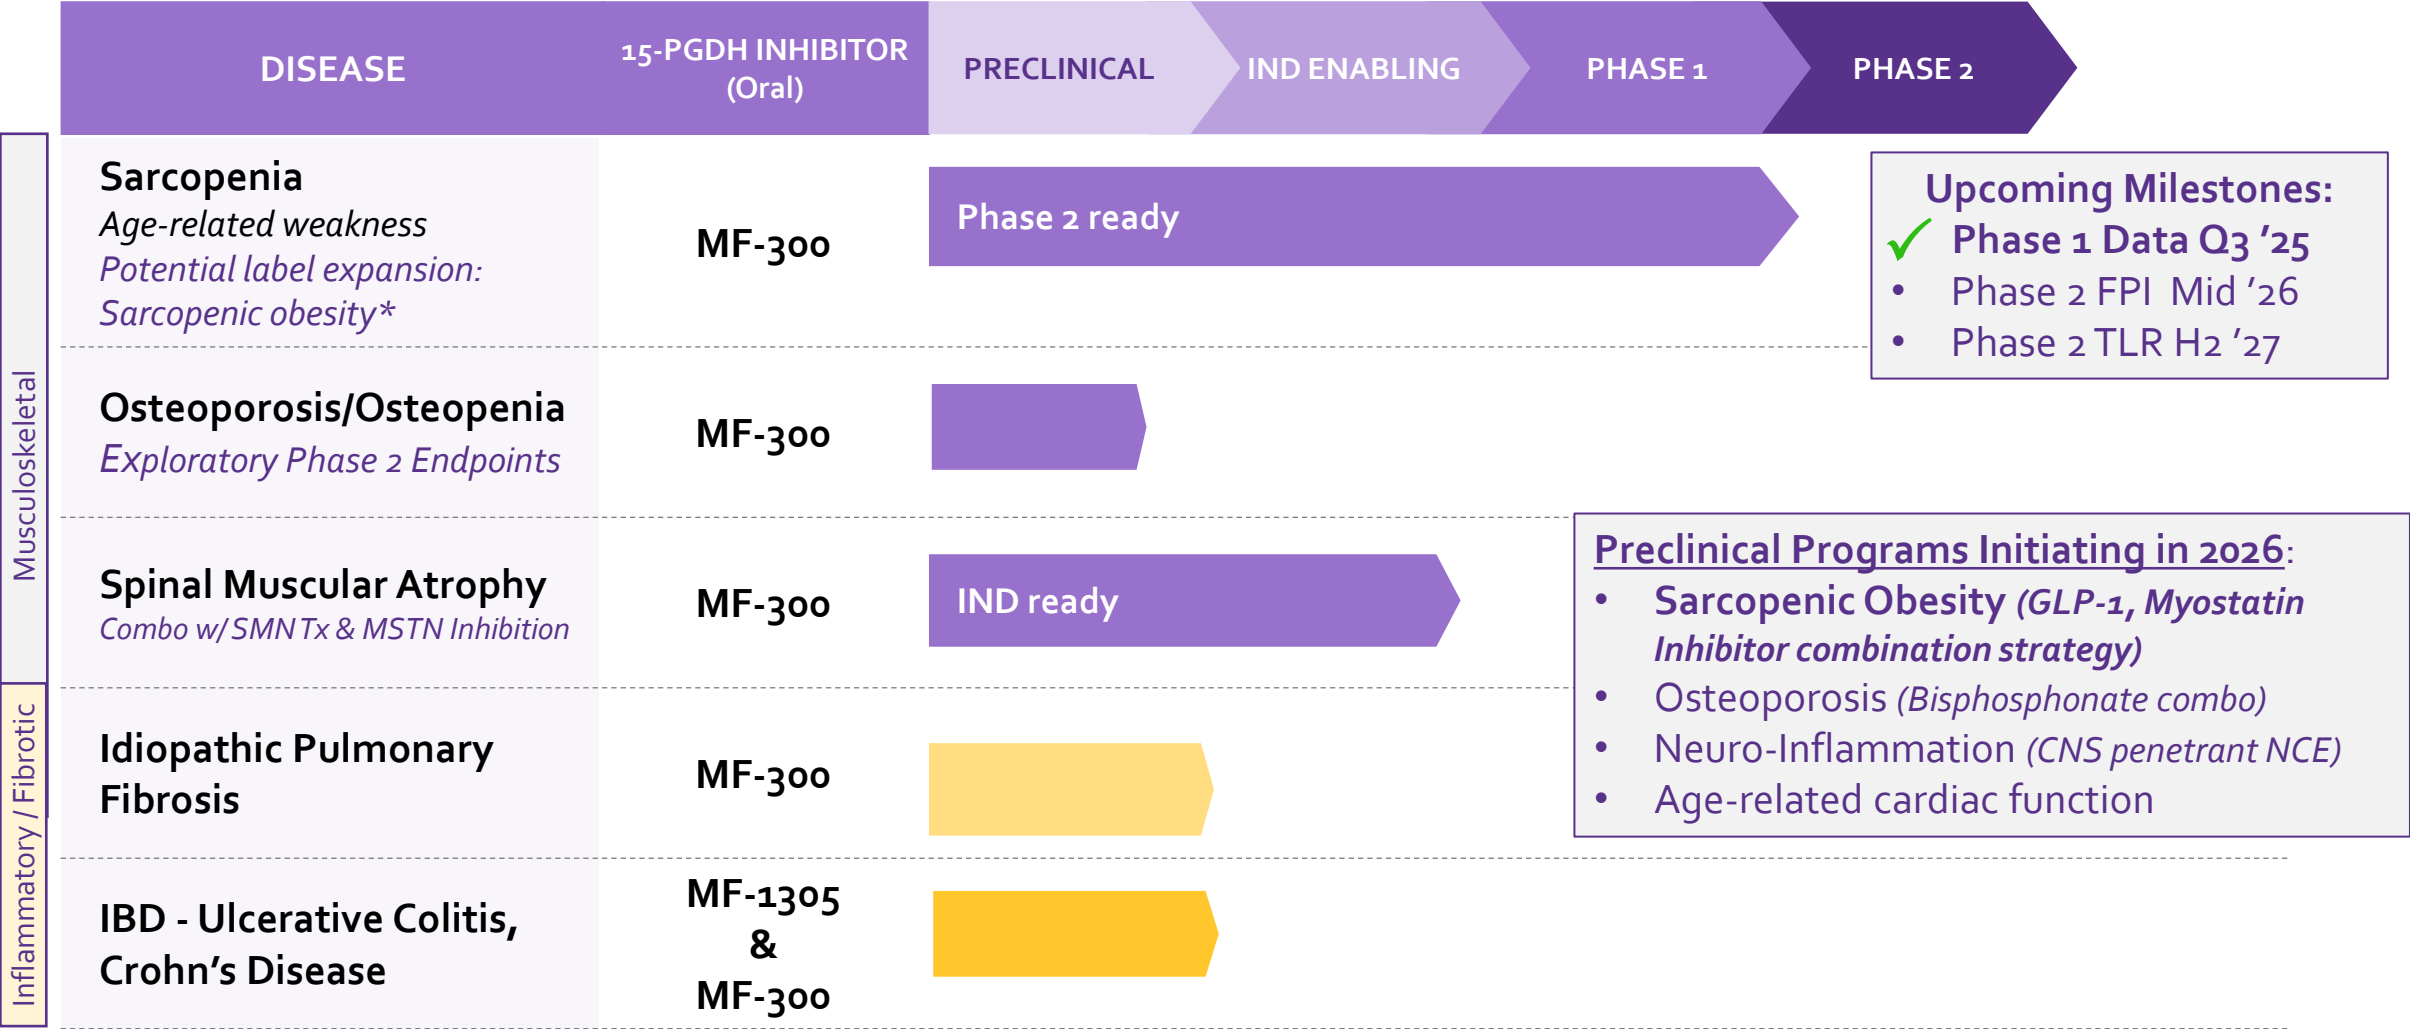 DISEASE
15-PGDH INHIBITOR
(Oral)
PRECLINICAL
IND ENABLING
PHASE 1
PHASE 2
Musculoskeletal
Sarcopenia
Age-related weakness
Potential label expansion:
Sarcopenic obesity*
MF-300
Phase 2 ready
Upcoming Milestones:
✓ Phase 1 Data Q3 ’25
• Phase 2 FPI Mid ’26
• Phase 2 TLR H2 ’27
Osteoporosis/Osteopenia
Exploratory Phase 2 Endpoints
MF-300
Spinal Muscular Atrophy
Combo w/ SMN Tx & MSTN Inhibition
MF-300
IND ready
Preclinical Programs Initiating in 2026:
• Sarcopenic Obesity (GLP-1, Myostatin
Inhibitor combination strategy)
• Osteoporosis (Bisphosphonate combo)
• Neuro-Inflammation (CNS penetrant NCE)
• Age-related cardiac function
Inflammatory / Fibrotic
Idiopathic Pulmonary
Fibrosis
MF-300
IBD - Ulcerative Colitis,
Crohn’s Disease
MF-1305
&
MF-300